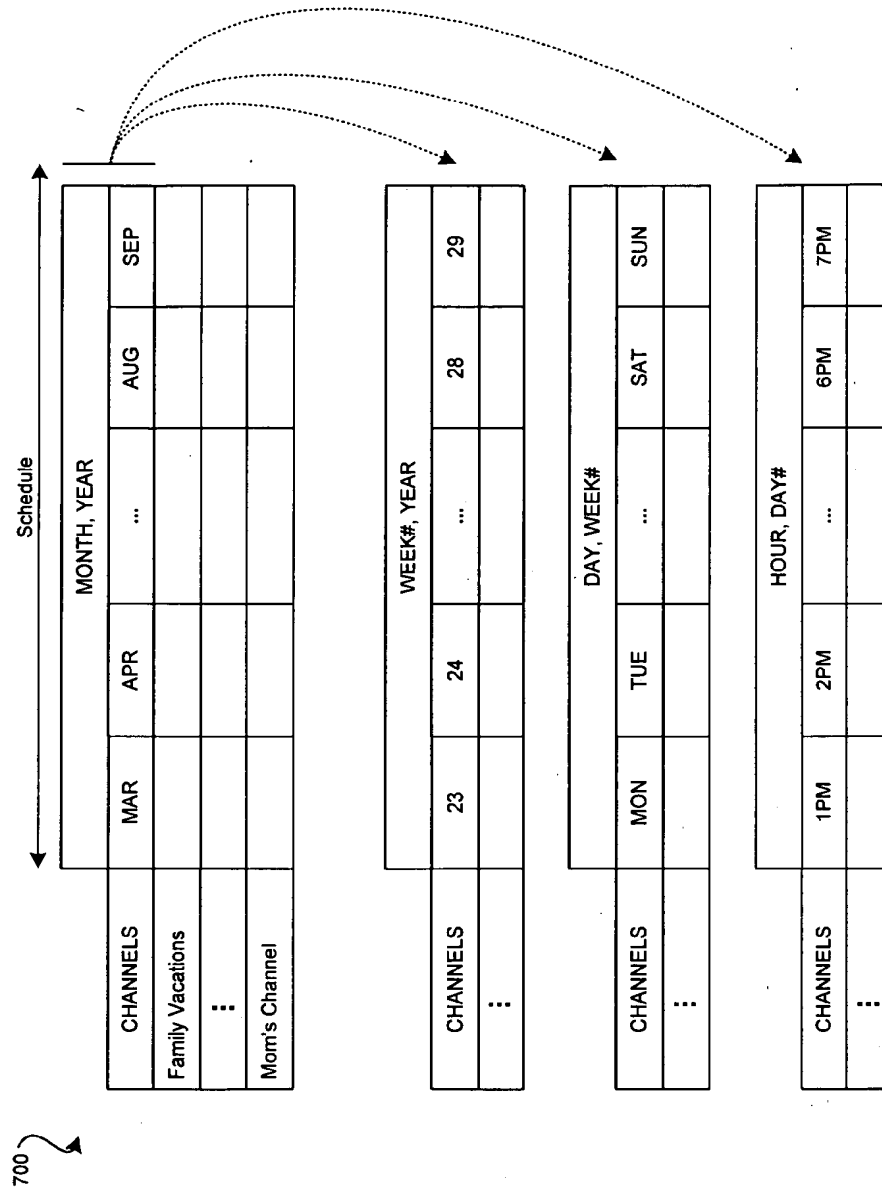 700
Schedule
MONTH, YEAR
CHANNELS MAR APR ... AUG SEP
Family Vacations
...
Mom's Channel
WEEK#, YEAR
CHANNELS 23 24 ... 28 29
...
DAY, WEEK#
CHANNELS MON TUE ... SAT SUN
...
HOUR, DAY#
CHANNELS 1PM 2PM ... 6PM 7PM
...